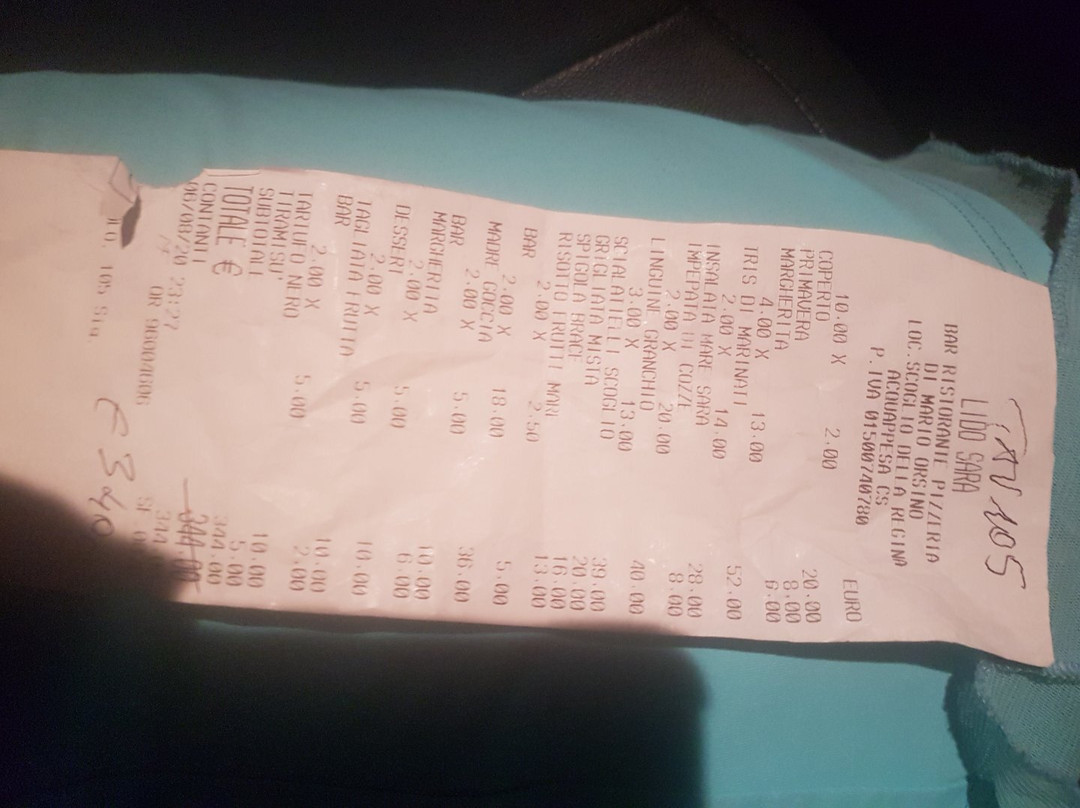 TAV 105
LIDO SARA
BAR RISTORANTE PIZZERIA
DI MARIO ORSINO
LOC.SCOGLIO DELLA REGINA
ACQUAPPESA CS
P. IVA 01500740780
EURO
10.00 X 2.00
COPERTO 20.00
PRIMAVERA 8.00
MARGHERITA 6.00
4.00 X 13.00
TRIS DI MARINATI 52.00
2.00 X 14.00
INSALATA MARE SARA 28.00
IMPEPATA DI COZZE 8.00
2.00 X 20.00
LINGUINE GRANCHIO 40.00
3.00 X 13.00
SCIALATIELLI SCOGLIO 39.00
GRIGLIATA MISTA 20.00
SPIGOLA BRACE 16.00
RISOTO FRUTTI MARI 13.00
2.00 X 2.50
BAR 5.00
2.00 X 18.00
MADRE GOCCIA 36.00
2.00 X 5.00
BAR 10.00
MARGHERITA 6.00
2.00 X 5.00
DESSERT 10.00
2.00 X 5.00
TAGLIATA FRUTTA 10.00
BAR 2.00
2.00 X 5.00
TARTUFO NERO 10.00
TIRAMISU' 5.00
SUBTOTALE 344.00
TOTALE € 344.00
CONTANTI 344
06/08/20 23:27
€ 340